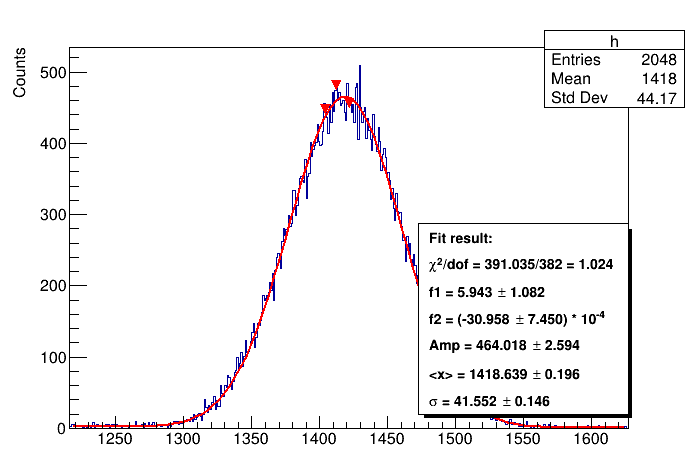 h
Entries 2048
Mean 1418
Std Dev 44.17
Counts
500
400
300
200
100
0
Fit result:
χ²/dof = 391.035/382 = 1.024
f1 = 5.943 ± 1.082
f2 = (-30.958 ± 7.450) * 10⁻⁴
Amp = 464.018 ± 2.594
<x> = 1418.639 ± 0.196
σ = 41.552 ± 0.146
1250 1300 1350 1400 1450 1500 1550 1600